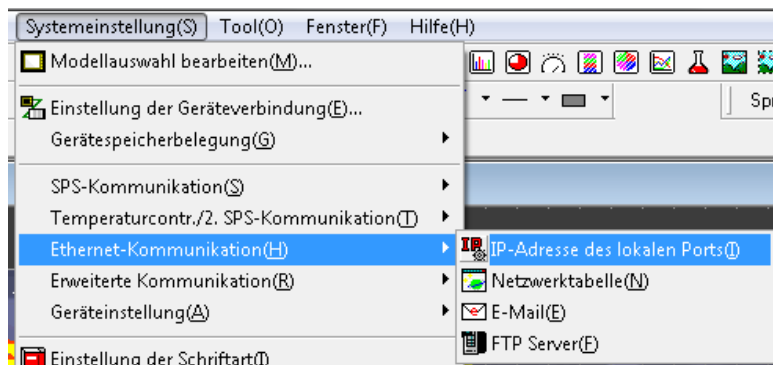 Systemeinstellung(S) Tool(O) Fenster(F) Hilfe(H)
Modellauswahl bearbeiten(M)...
Einstellung der Geräteverbindung(E)...
Gerätespeicherbelegung(G)
SPS-Kommunikation(S)
Temperaturcontr./2. SPS-Kommunikation(T)
Ethernet-Kommunikation(H)
Erweiterte Kommunikation(R)
Geräteinstellung(A)
Einstellung der Schriftart(I)
IP-Adresse des lokalen Ports(I)
Netzwerktabelle(N)
E-Mail(E)
FTP Server(F)